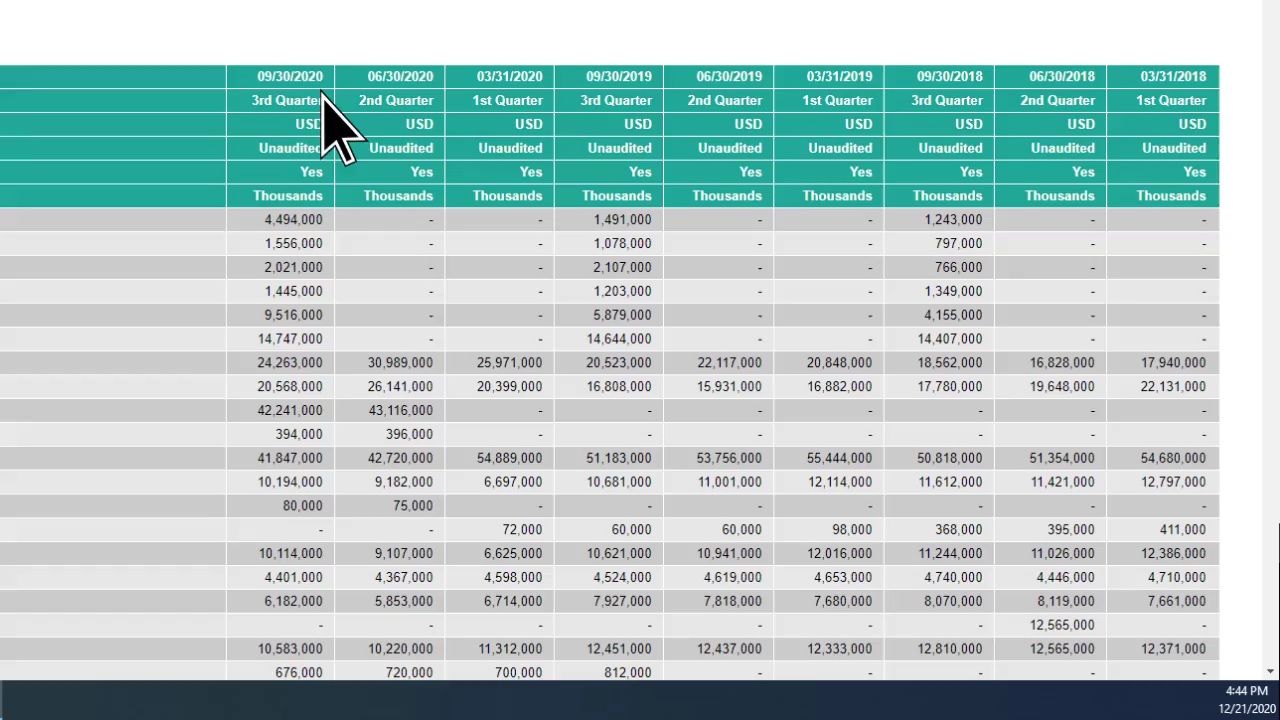 09/30/2020 06/30/2020 03/31/2020 09/30/2019 06/30/2019 03/31/2019 09/30/2018 06/30/2018 03/31/2018
3rd Quarter 2nd Quarter 1st Quarter 3rd Quarter 2nd Quarter 1st Quarter 3rd Quarter 2nd Quarter 1st Quarter
USD USD USD USD USD USD USD USD USD
Unaudited Unaudited Unaudited Unaudited Unaudited Unaudited Unaudited Unaudited Unaudited
Yes Yes Yes Yes Yes Yes Yes Yes Yes
Thousands Thousands Thousands Thousands Thousands Thousands Thousands Thousands Thousands
4,494,000 - - 1,491,000 - - 1,243,000 - -
1,556,000 - - 1,078,000 - - 797,000 - -
2,021,000 - - 2,107,000 - - 766,000 - -
1,445,000 - - 1,203,000 - - 1,349,000 - -
9,516,000 - - 5,879,000 - - 4,155,000 - -
14,747,000 - - 14,644,000 - - 14,407,000 - -
24,263,000 30,989,000 25,971,000 20,523,000 22,117,000 20,848,000 18,562,000 16,828,000 17,940,000
20,568,000 26,141,000 20,399,000 16,808,000 15,931,000 16,882,000 17,780,000 19,648,000 22,131,000
42,241,000 43,116,000 - - - - - - -
394,000 396,000 - - - - - - -
41,847,000 42,720,000 54,889,000 51,183,000 53,756,000 55,444,000 50,818,000 51,354,000 54,680,000
10,194,000 9,182,000 6,697,000 10,681,000 11,001,000 12,114,000 11,612,000 11,421,000 12,797,000
80,000 75,000 - - - - - - -
- - 72,000 60,000 60,000 98,000 368,000 395,000 411,000
10,114,000 9,107,000 6,625,000 10,621,000 10,941,000 12,016,000 11,244,000 11,026,000 12,386,000
4,401,000 4,367,000 4,598,000 4,524,000 4,619,000 4,653,000 4,740,000 4,446,000 4,710,000
6,182,000 5,853,000 6,714,000 7,927,000 7,818,000 7,680,000 8,070,000 8,119,000 7,661,000
- - - - - - - 12,565,000 -
10,583,000 10,220,000 11,312,000 12,451,000 12,437,000 12,333,000 12,810,000 12,565,000 12,371,000
676,000 720,000 700,000 812,000 - - - - -
4:44 PM
12/21/2020